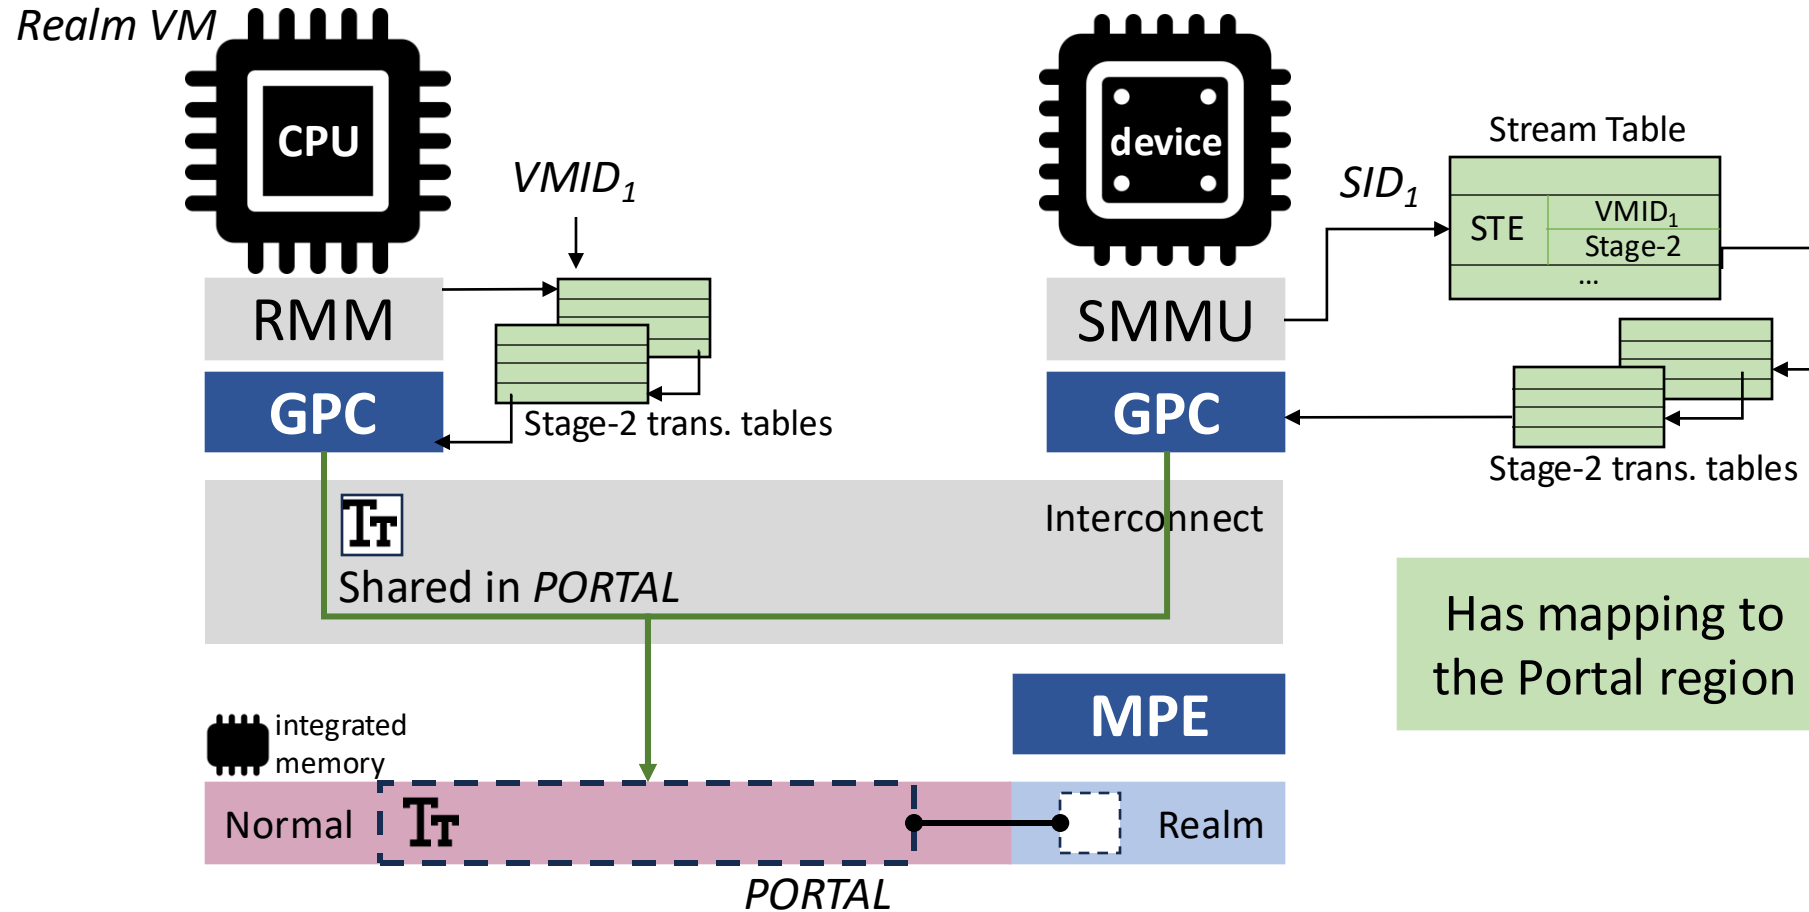 Realm VM
CPU
device
VMID1
SID1
Stream Table
STE
VMID1
Stage-2
...
RMM
SMMU
GPC
GPC
Stage-2 trans. tables
Stage-2 trans. tables
Tt
Interconnect
Shared in PORTAL
Has mapping to
the Portal region
MPE
integrated
memory
Normal
Tt
Realm
PORTAL